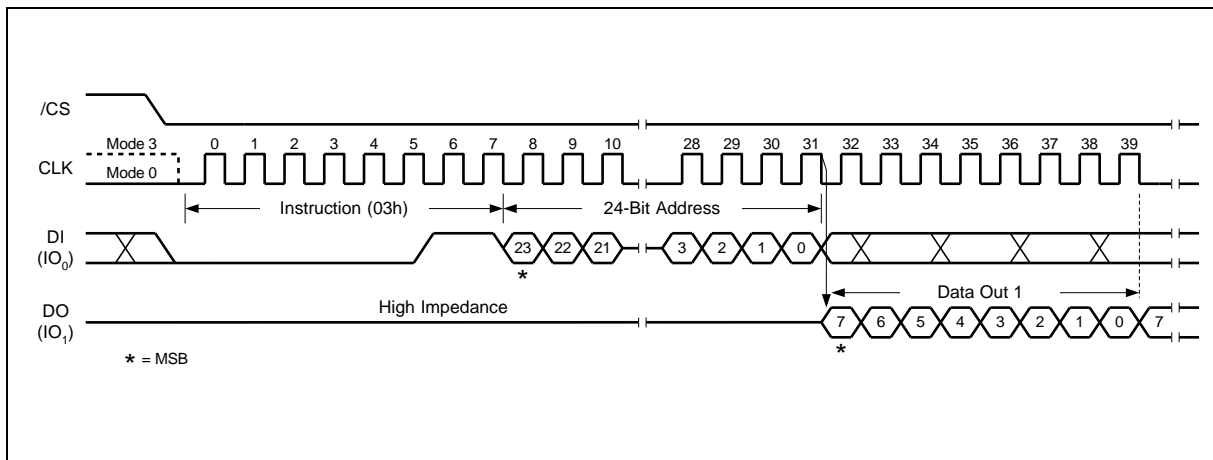 /CS
Mode 3
0 1 2 3 4 5 6 7 8 9 10 28 29 30 31 32 33 34 35 36 37 38 39
CLK
Mode 0
Instruction (03h) 24-Bit Address
DI
(IO0)
23 22 21 3 2 1 0
*
High Impedance Data Out 1
DO
(IO1)
7 6 5 4 3 2 1 0 7
*
* = MSB